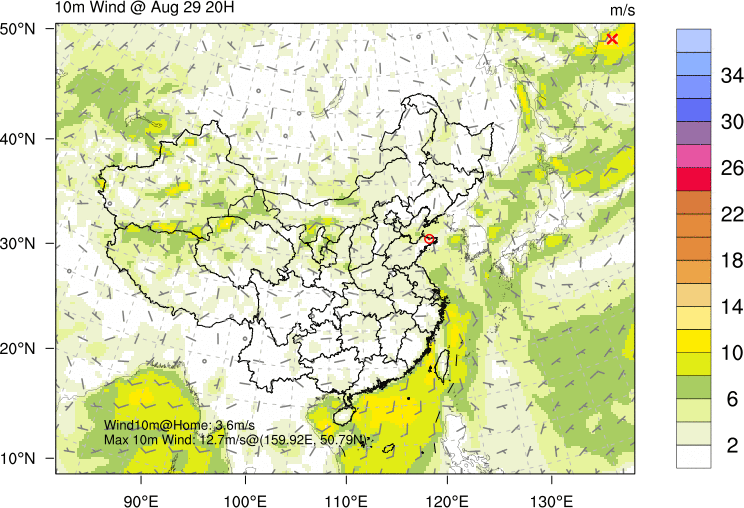 10m Wind @ Aug 29 20H
m/s
50°N
40°N
30°N
20°N
10°N
Wind10m@Home: 3.6m/s
Max 10m Wind: 12.7m/s@(159.92E, 50.79N)
90°E
100°E
110°E
120°E
130°E
34
30
26
22
18
14
10
6
2